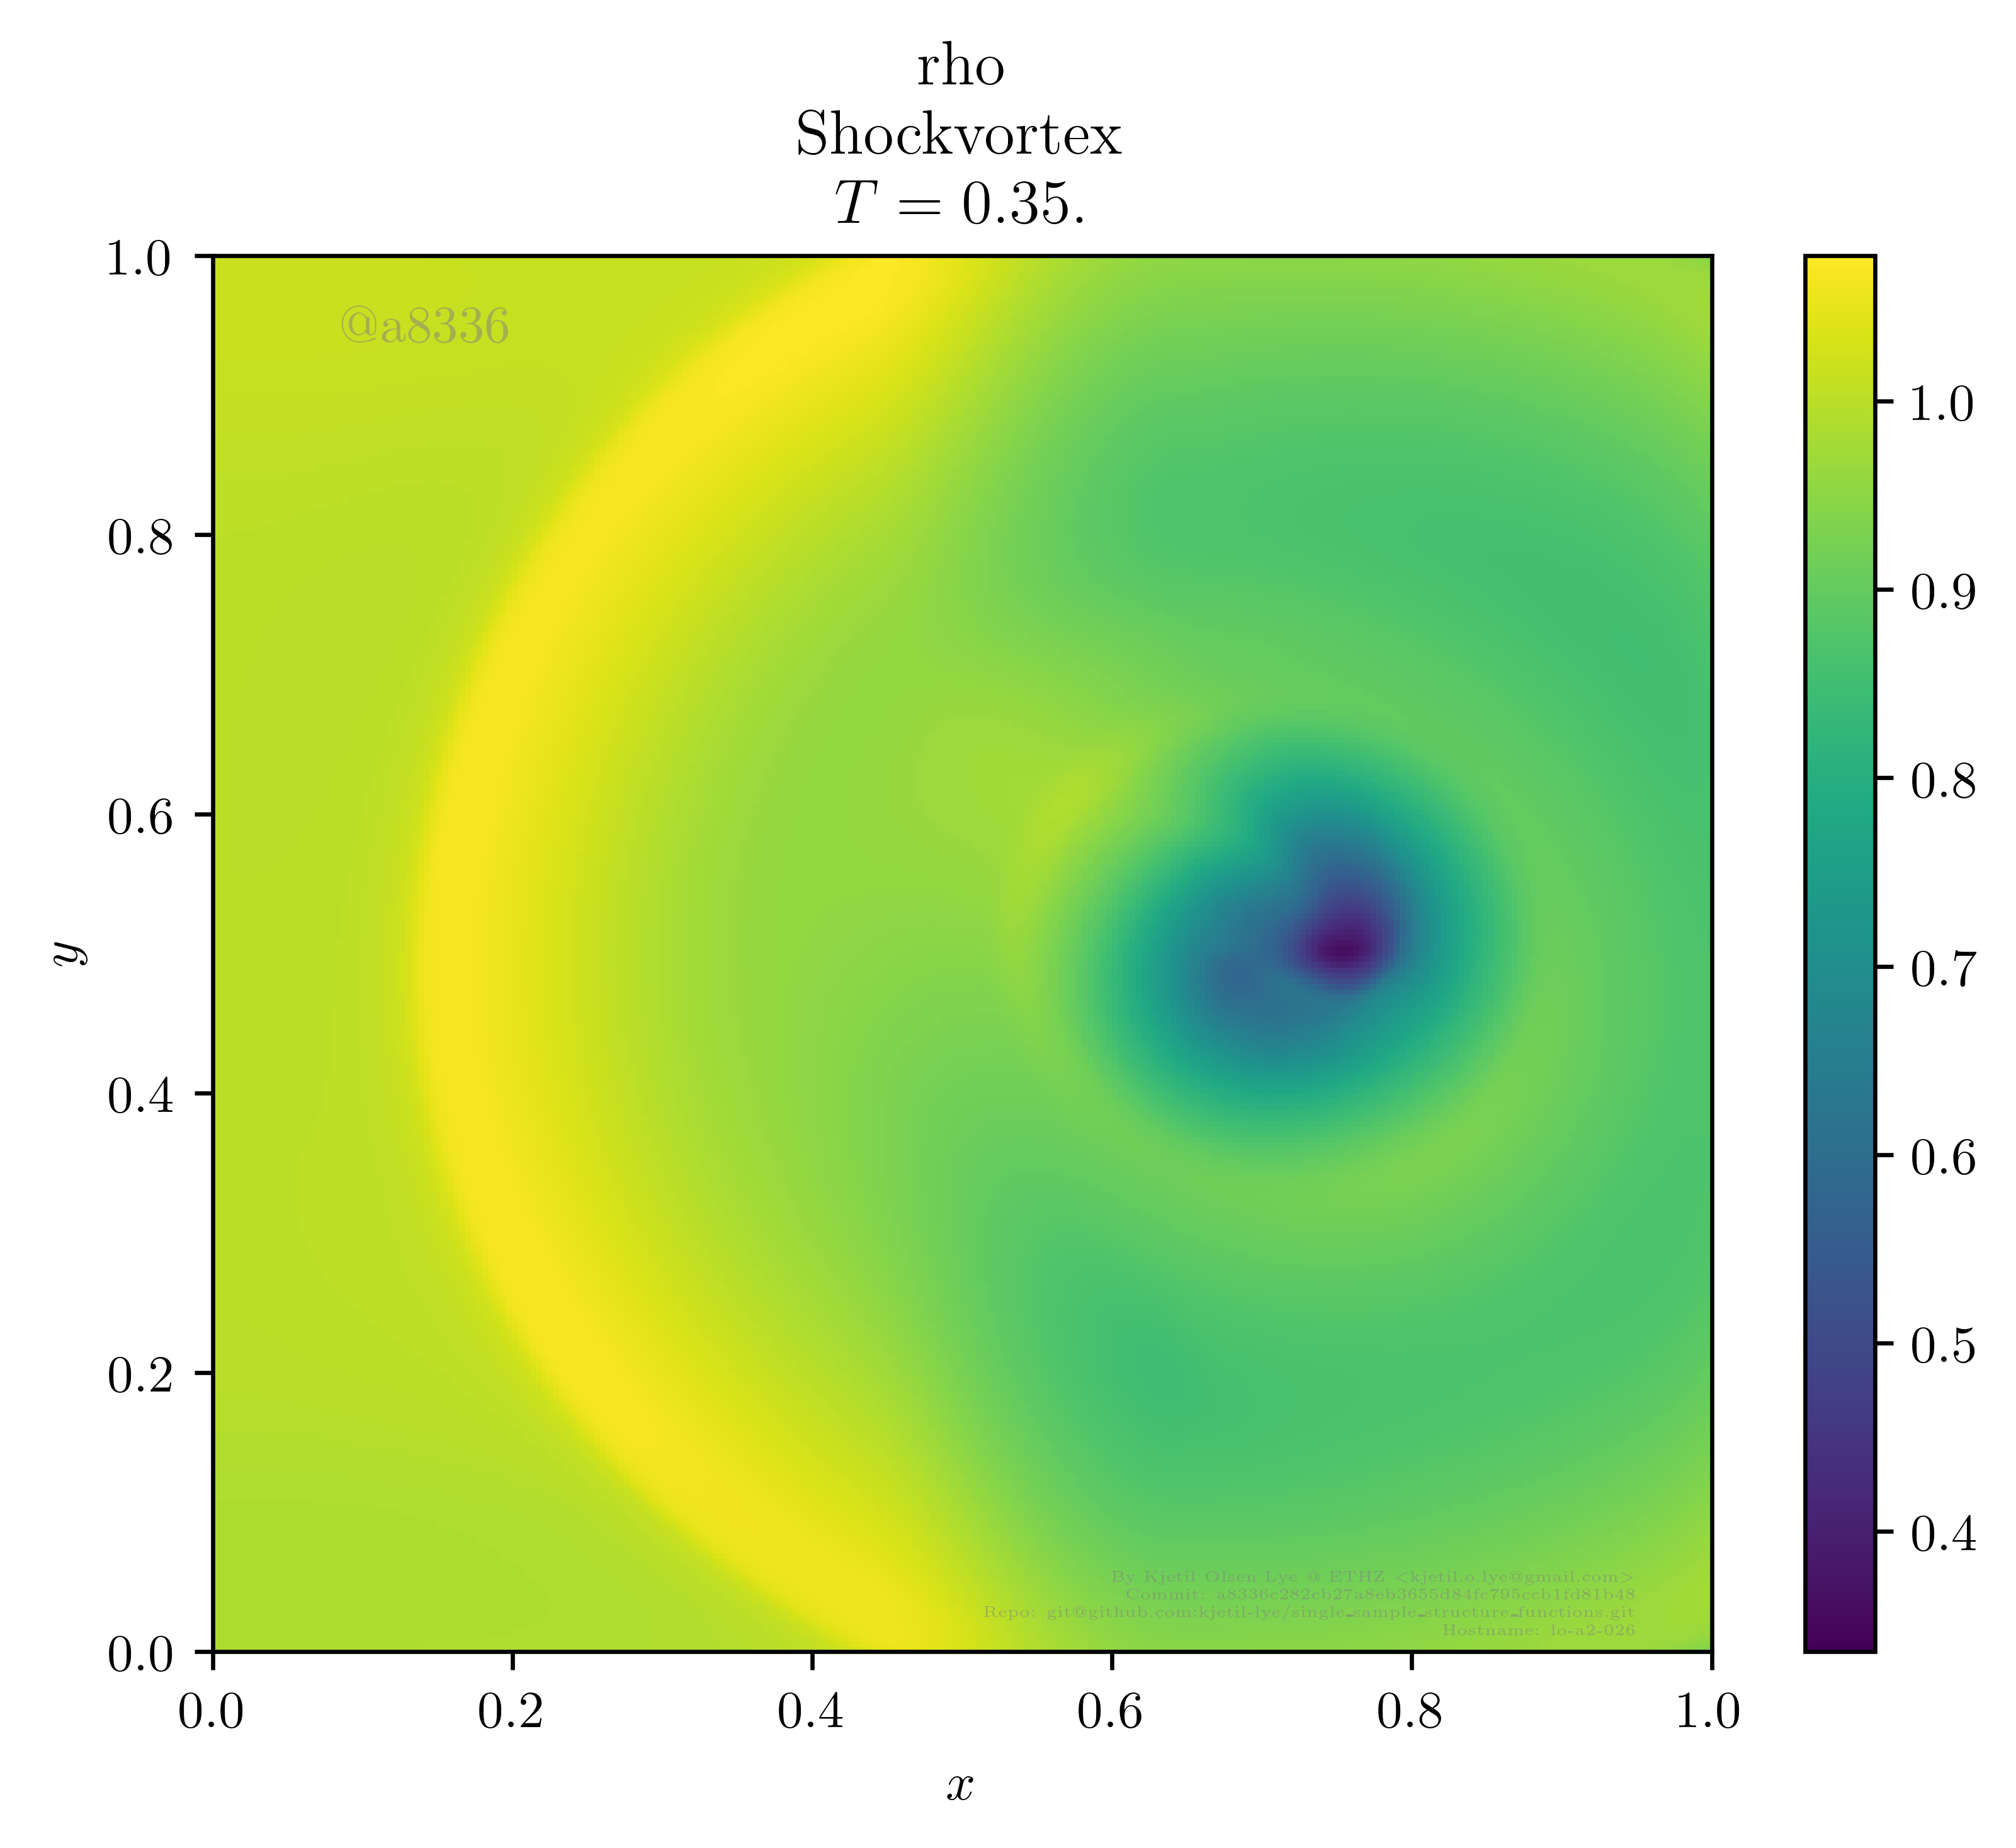 rho
Shockvortex
T = 0.35.
1.0
@a8336
0.8
0.6
y
0.4
0.2
0.0
0.0 0.2 0.4 0.6 0.8 1.0
x
1.0
0.9
0.8
0.7
0.6
0.5
0.4
By Kjetil Olsen Lye @ ETHZ <kjetil.o.lye@gmail.com>
Commit: a8336c282cb27a8eb3655d84fc795ccb1fd81b48
Repo: git@github.com:kjetil-lye/single_sample_structure_functions.git
Hostname: lo-a2-026